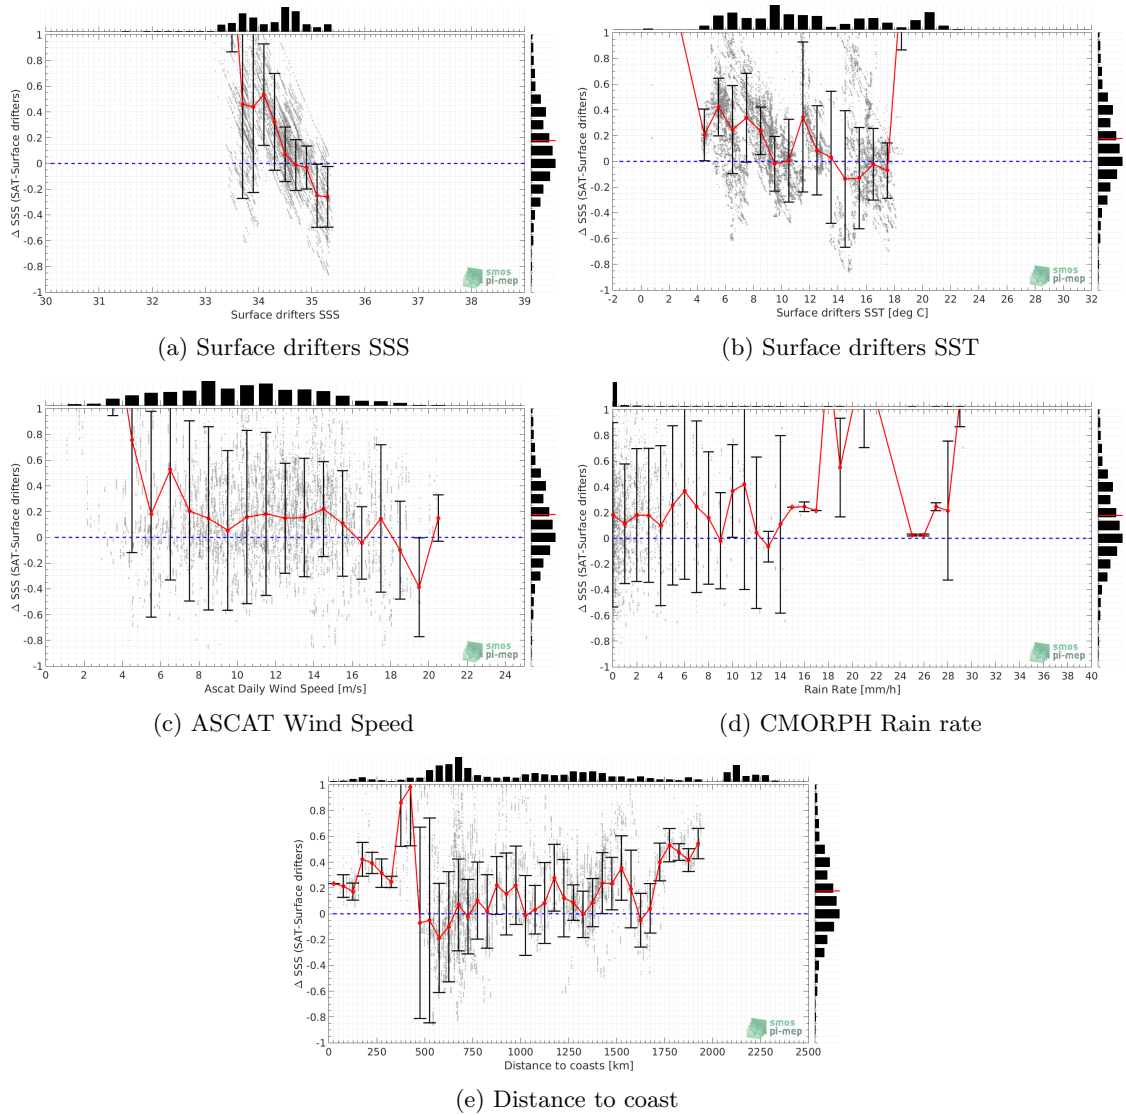 1
0.8
0.6
0.4
0.2
0
-0.2
-0.4
-0.6
-0.8
-1
Δ SSS (SAT-Surface drifters)
30 31 32 33 34 35 36 37 38 39
Surface drifters SSS
smos
pi-mep
(a) Surface drifters SSS
1
0.8
0.6
0.4
0.2
0
-0.2
-0.4
-0.6
-0.8
-1
Δ SSS (SAT-Surface drifters)
-2 0 2 4 6 8 10 12 14 16 18 20 22 24 26 28 30 32
Surface drifters SST [deg C]
smos
pi-mep
(b) Surface drifters SST
1
0.8
0.6
0.4
0.2
0
-0.2
-0.4
-0.6
-0.8
-1
Δ SSS (SAT-Surface drifters)
0 2 4 6 8 10 12 14 16 18 20 22 24
Ascat Daily Wind Speed [m/s]
smos
pi-mep
(c) ASCAT Wind Speed
1
0.8
0.6
0.4
0.2
0
-0.2
-0.4
-0.6
-0.8
-1
Δ SSS (SAT-Surface drifters)
0 2 4 6 8 10 12 14 16 18 20 22 24 26 28 30 32 34 36 38 40
Rain Rate [mm/h]
smos
pi-mep
(d) CMORPH Rain rate
1
0.8
0.6
0.4
0.2
0
-0.2
-0.4
-0.6
-0.8
-1
Δ SSS (SAT-Surface drifters)
0 250 500 750 1000 1250 1500 1750 2000 2250 2500
Distance to coasts [km]
smos
pi-mep
(e) Distance to coast